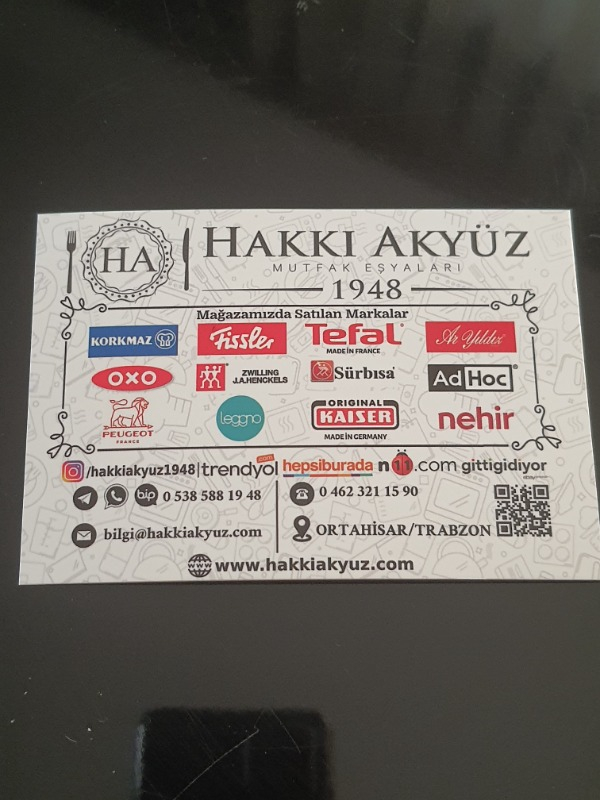 HA
HAKKI AKYÜZ
MUTFAK EŞYALARI
1948
Mağazamızda Satılan Markalar
KORKMAZ Fissler Tefal Ar Yıldız
MADE IN FRANCE
OXO ZWILLING J.A.HENCKELS Sürbısa AdHoc
PEUGEOT FRANCE Leggno ORIGINAL KAISER MADE IN GERMANY nehir
/hakkiakyuz1948 | trendyol.com hepsiburada n11.com gittigidiyor
bip 0 538 588 19 48 0 462 321 15 90
bilgi@hakkiakyuz.com ORTAHİSAR/TRABZON
www.hakkiakyuz.com